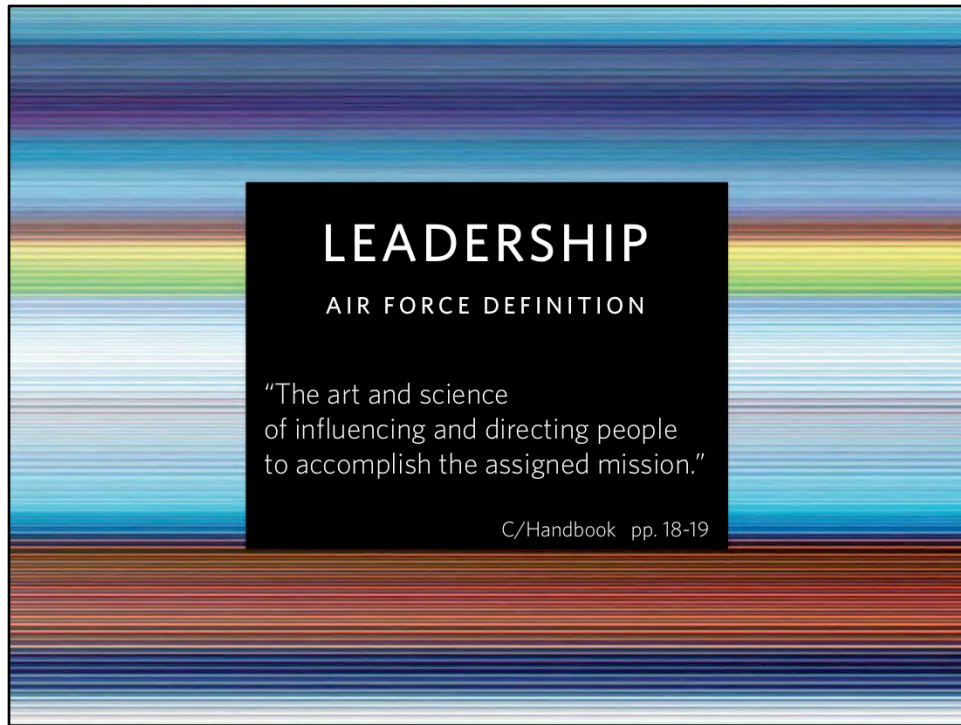 LEADERSHIP
AIR FORCE DEFINITION
“The art and science
of influencing and directing people
to accomplish the assigned mission.”
C/Handbook pp. 18-19